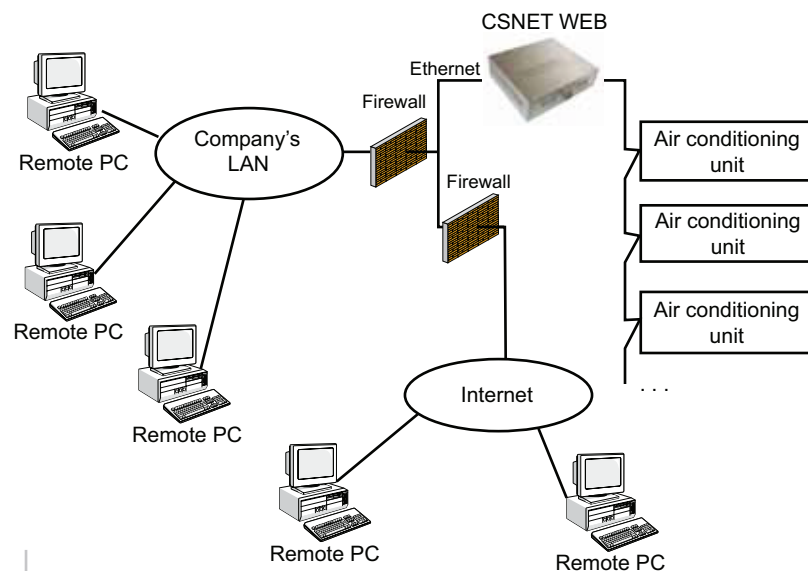 CSNET WEB
Ethernet
Firewall
Company's
LAN
Remote PC
Air conditioning
unit
Firewall
Air conditioning
unit
Remote PC
Air conditioning
unit
Internet
. . .
Remote PC
Remote PC
Remote PC